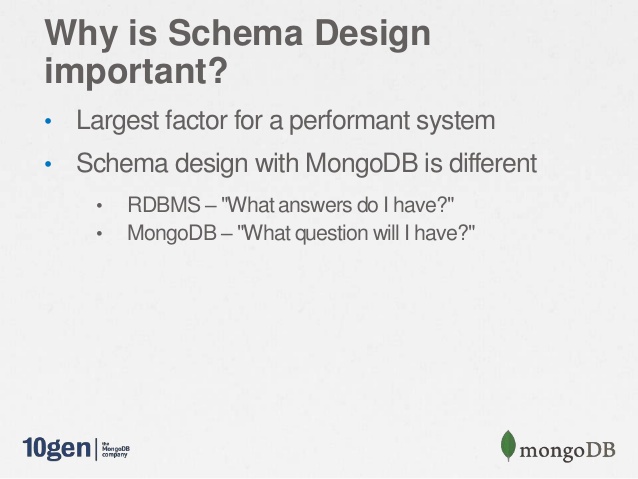 Why is Schema Design
important?
• Largest factor for a performant system
• Schema design with MongoDB is different
• RDBMS – "What answers do I have?"
• MongoDB – "What question will I have?"
10gen
the
MongoDB
company
mongoDB